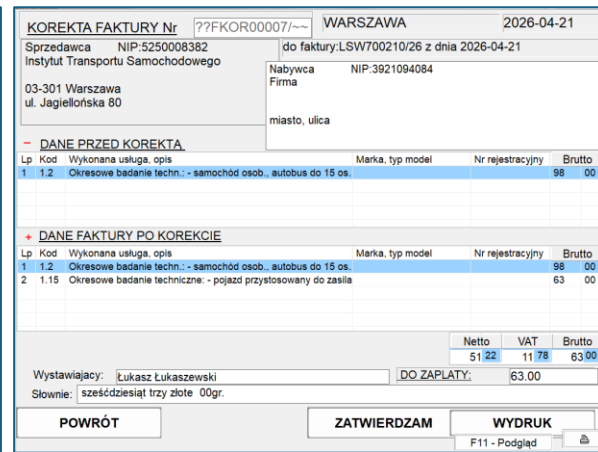 KOREKTA FAKTURY Nr ??FKOR00007/~~ WARSZAWA 2026-04-21
Sprzedawca NIP:5250008382 do faktury:LSW700210/26 z dnia 2026-04-21
Instytut Transportu Samochodowego
03-301 Warszawa
ul. Jagiellońska 80
Nabywca NIP:3921094084
Firma
miasto, ulica
− DANE PRZED KOREKTĄ
Lp Kod Wykonana usługa, opis Marka, typ model Nr rejestracyjny Brutto
1 1.2 Okresowe badanie techn.: - samochód osob., autobus do 15 os. 98 00
+ DANE FAKTURY PO KOREKCIE
Lp Kod Wykonana usługa, opis Marka, typ model Nr rejestracyjny Brutto
1 1.2 Okresowe badanie techn.: - samochód osob., autobus do 15 os. 98 00
2 1.15 Okresowe badanie techniczne: - pojazd przystosowany do zasila 63 00
Netto VAT Brutto
51 22 11 78 63 00
Wystawiajacy: Łukasz Łukaszewski DO ZAPLATY: 63.00
Słownie: sześćdziesiąt trzy złote 00gr.
POWRÓT ZATWIERDZAM WYDRUK
F11 - Podgląd